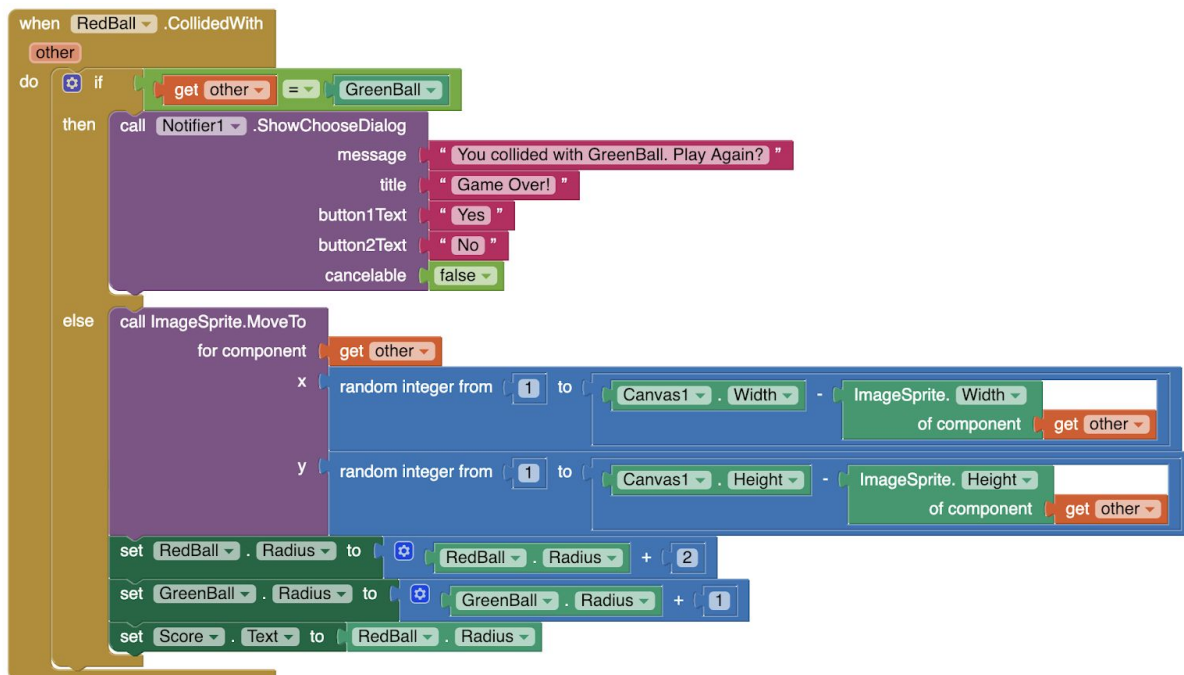 when RedBall .CollidedWith
other
do if get other = GreenBall
then call Notifier1 .ShowChooseDialog
message " You collided with GreenBall. Play Again? "
title " Game Over! "
button1Text " Yes "
button2Text " No "
cancelable false
else call ImageSprite.MoveTo
for component get other
x random integer from 1 to Canvas1 . Width - ImageSprite. Width
of component get other
y random integer from 1 to Canvas1 . Height - ImageSprite. Height
of component get other
set RedBall . Radius to RedBall . Radius + 2
set GreenBall . Radius to GreenBall . Radius + 1
set Score . Text to RedBall . Radius